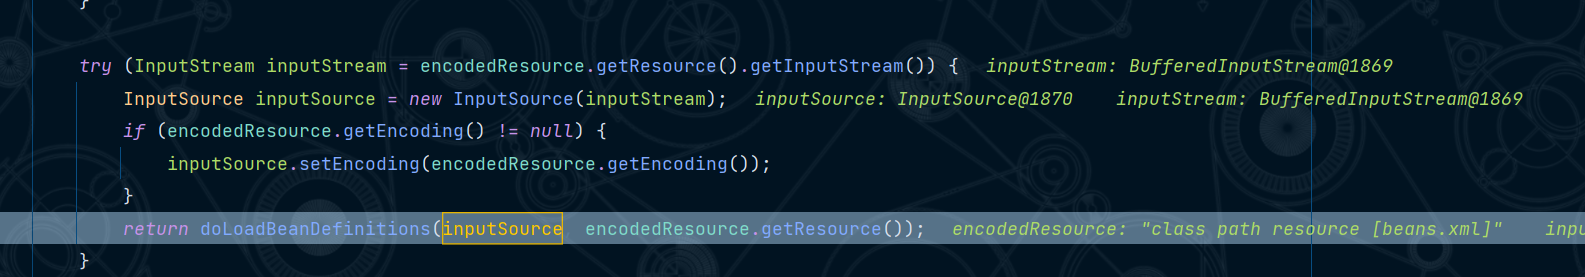 }
try (InputStream inputStream = encodedResource.getResource().getInputStream()) { inputStream: BufferedInputStream@1869
InputSource inputSource = new InputSource(inputStream); inputSource: InputSource@1870 inputStream: BufferedInputStream@1869
if (encodedResource.getEncoding() != null) {
inputSource.setEncoding(encodedResource.getEncoding());
}
return doLoadBeanDefinitions(inputSource encodedResource.getResource()); encodedResource: "class path resource [beans.xml]"
}